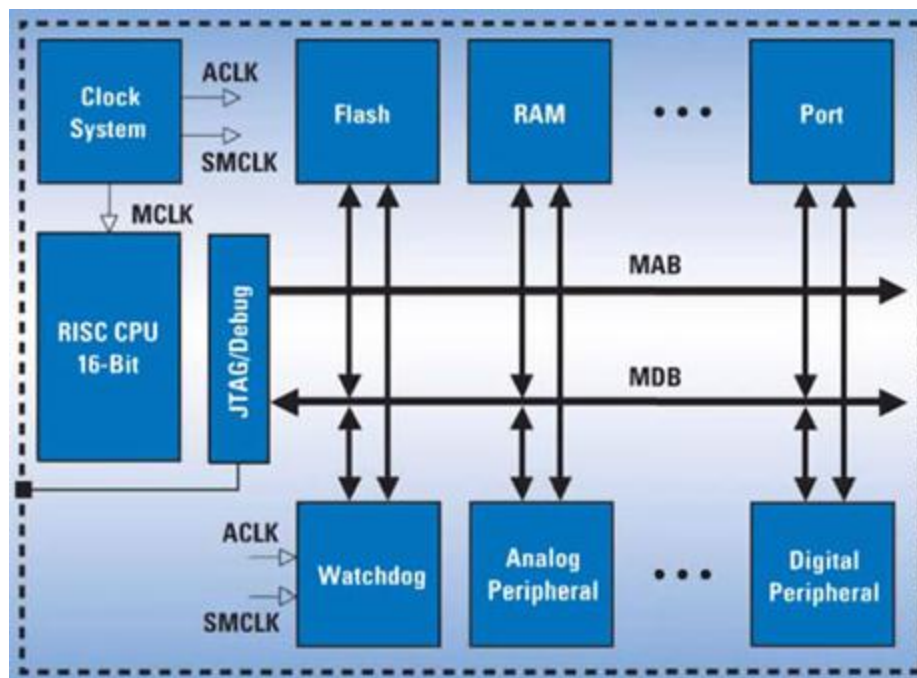 Clock
System
ACLK
SMCLK
MCLK
Flash
RAM
Port
RISC CPU
16-Bit
JTAG/Debug
MAB
MDB
ACLK
SMCLK
Watchdog
Analog
Peripheral
Digital
Peripheral